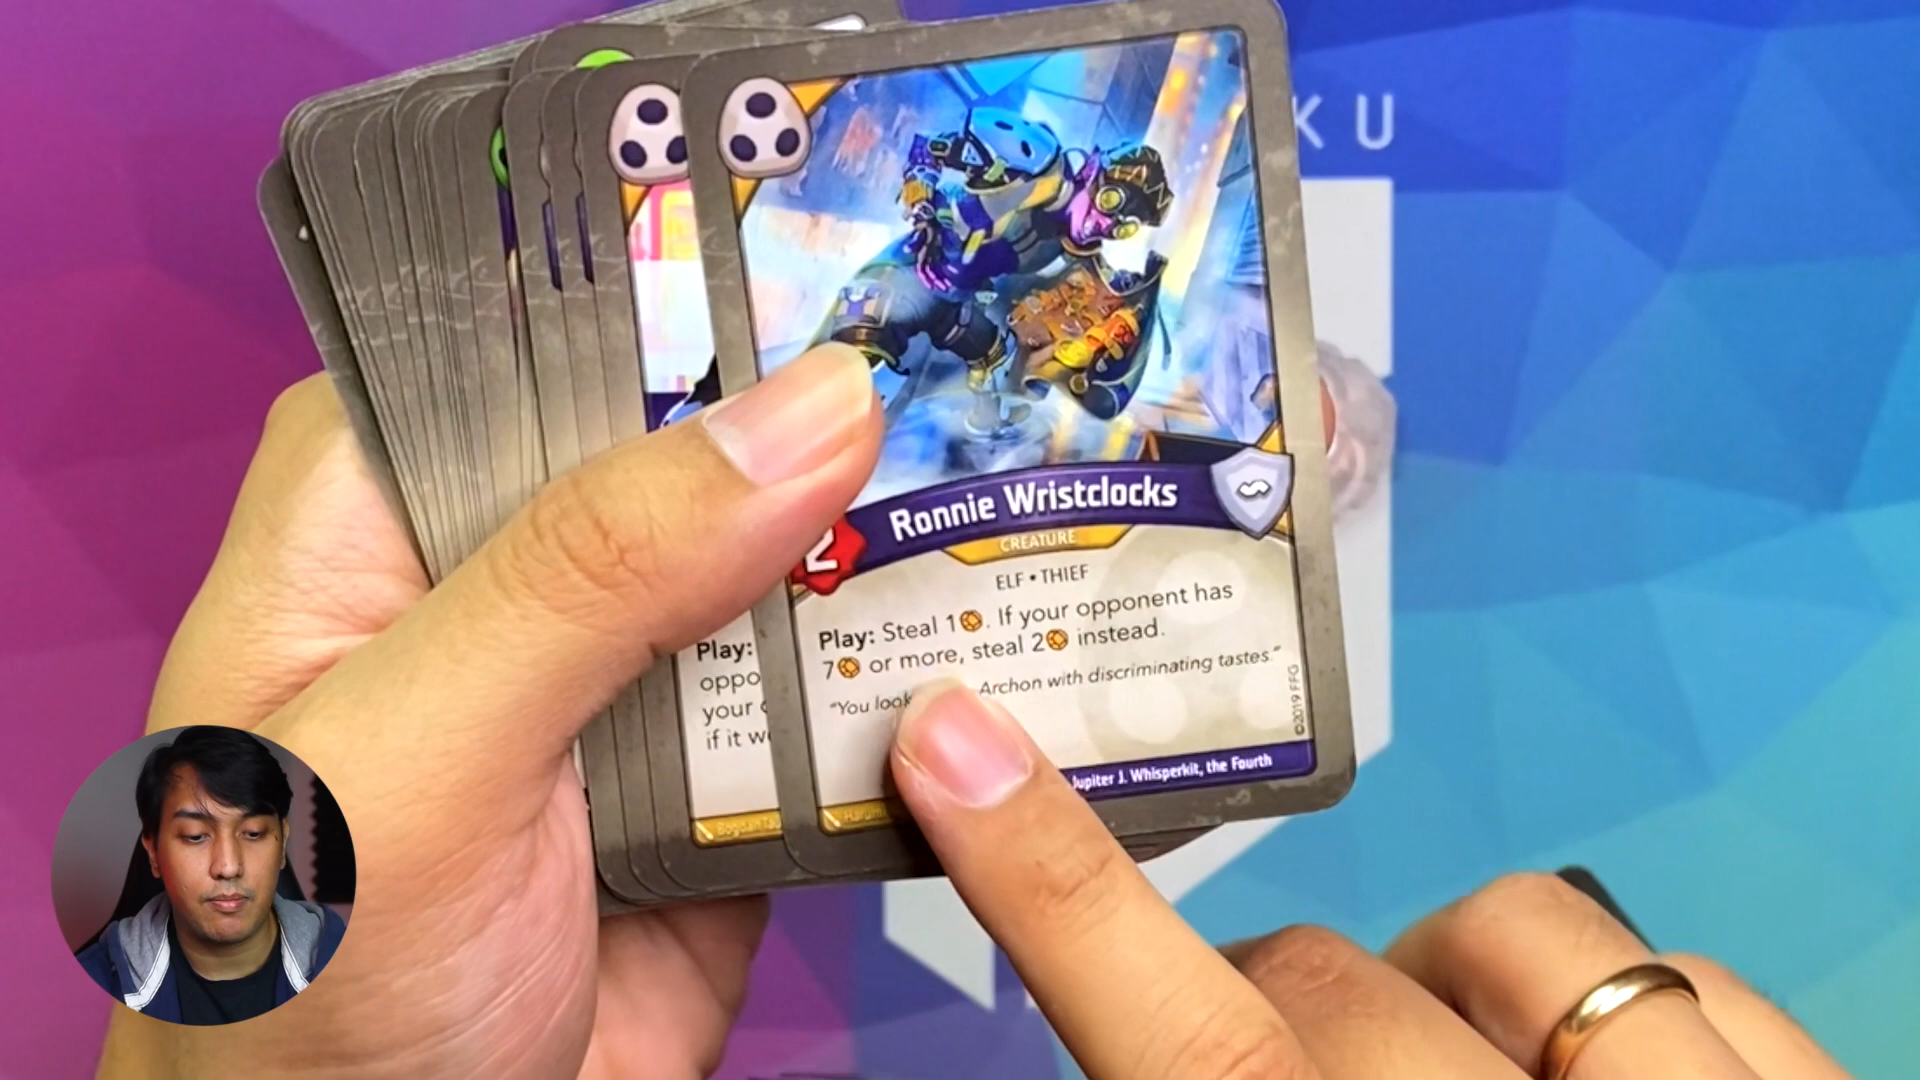 KU
Ronnie Wristclocks
2
CREATURE
ELF • THIEF
Play: Steal 1. If your opponent has
7 or more, steal 2 instead.
"You look Archon with discriminating tastes."
©2019 FFG
Jupiter J. Whisperkit, the Fourth
Play:
oppo
your
if it w